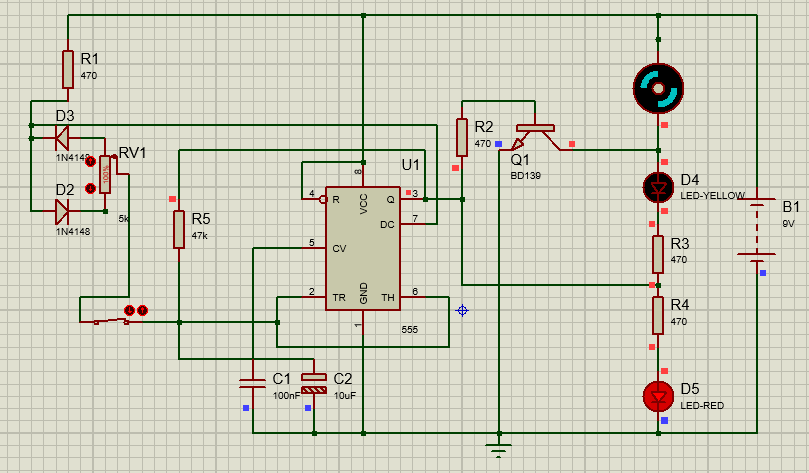 R1
470
D3
1N4148
RV1
100%
5k
D2
1N4148
R5
47k
R2
470
Q1
BD139
U1
4
R
8
VCC
Q
3
DC
7
5
CV
2
TR
GND
1
TH
6
555
C1
100nF
C2
10uF
D4
LED-YELLOW
R3
470
R4
470
D5
LED-RED
B1
9V